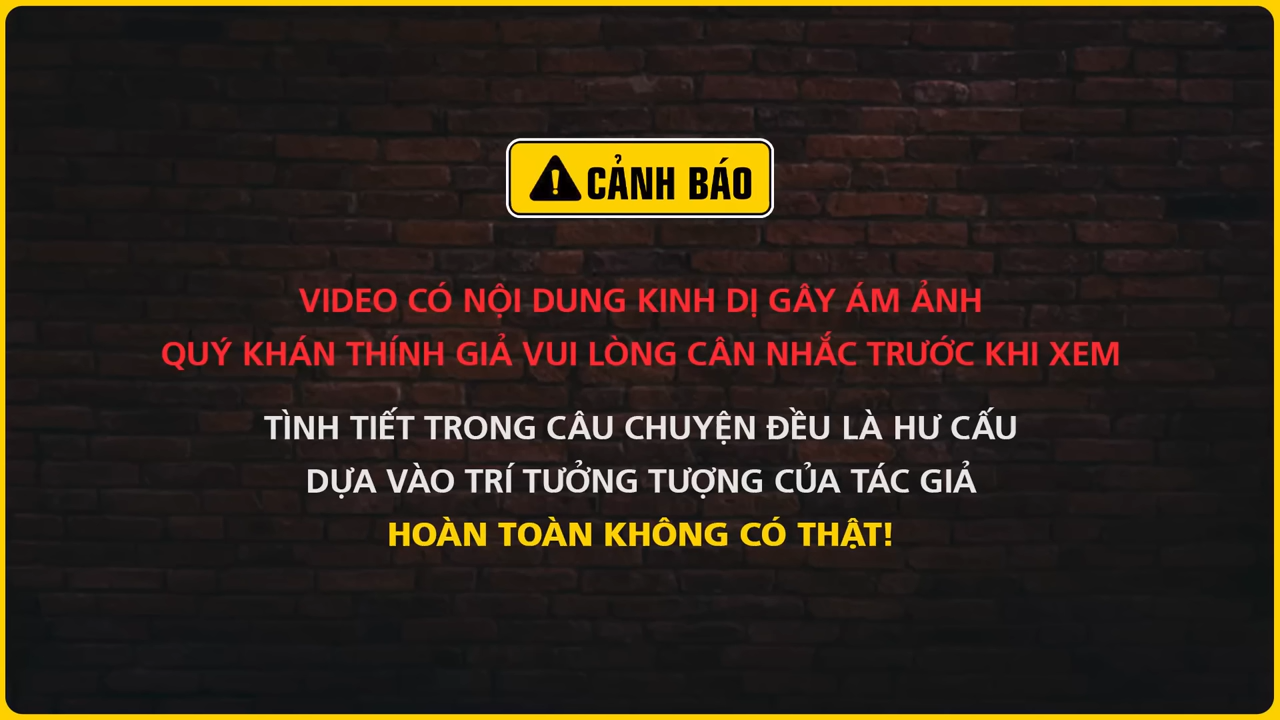 CẢNH BÁO
VIDEO CÓ NỘI DUNG KINH DỊ GÂY ÁM ẢNH
QUÝ KHÁN THÍNH GIẢ VUI LÒNG CÂN NHẮC TRƯỚC KHI XEM
TÌNH TIẾT TRONG CÂU CHUYỆN ĐỀU LÀ HƯ CẤU
DỰA VÀO TRÍ TƯỞNG TƯỢNG CỦA TÁC GIẢ
HOÀN TOÀN KHÔNG CÓ THẬT!